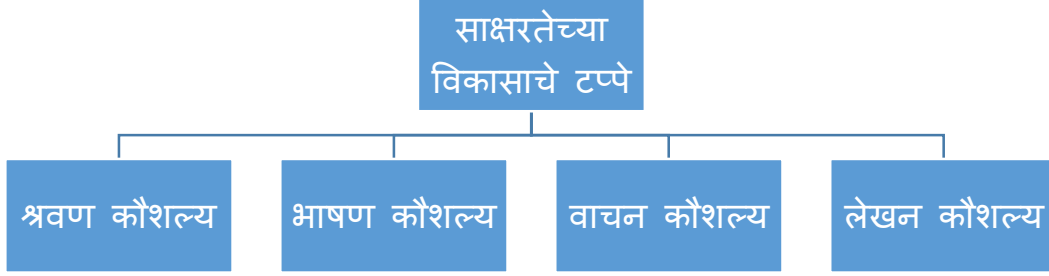 साक्षरतेच्या
विकासाचे टप्पे
श्रवण कौशल्य
भाषण कौशल्य
वाचन कौशल्य
लेखन कौशल्य